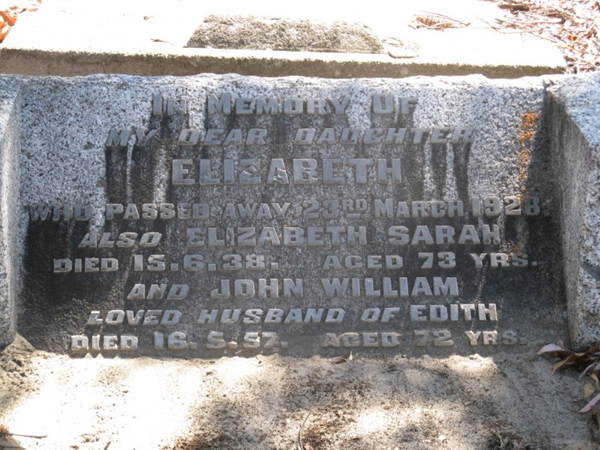 IN MEMORY OF
MY DEAR DAUGHTER
ELIZABETH
WHO PASSED AWAY 23RD MARCH 1928.
ALSO ELIZABETH SARAH
DIED 15.6.38. AGED 73 YRS.
AND JOHN WILLIAM
LOVED HUSBAND OF EDITH
DIED 16.5.57. AGED 72 YRS.